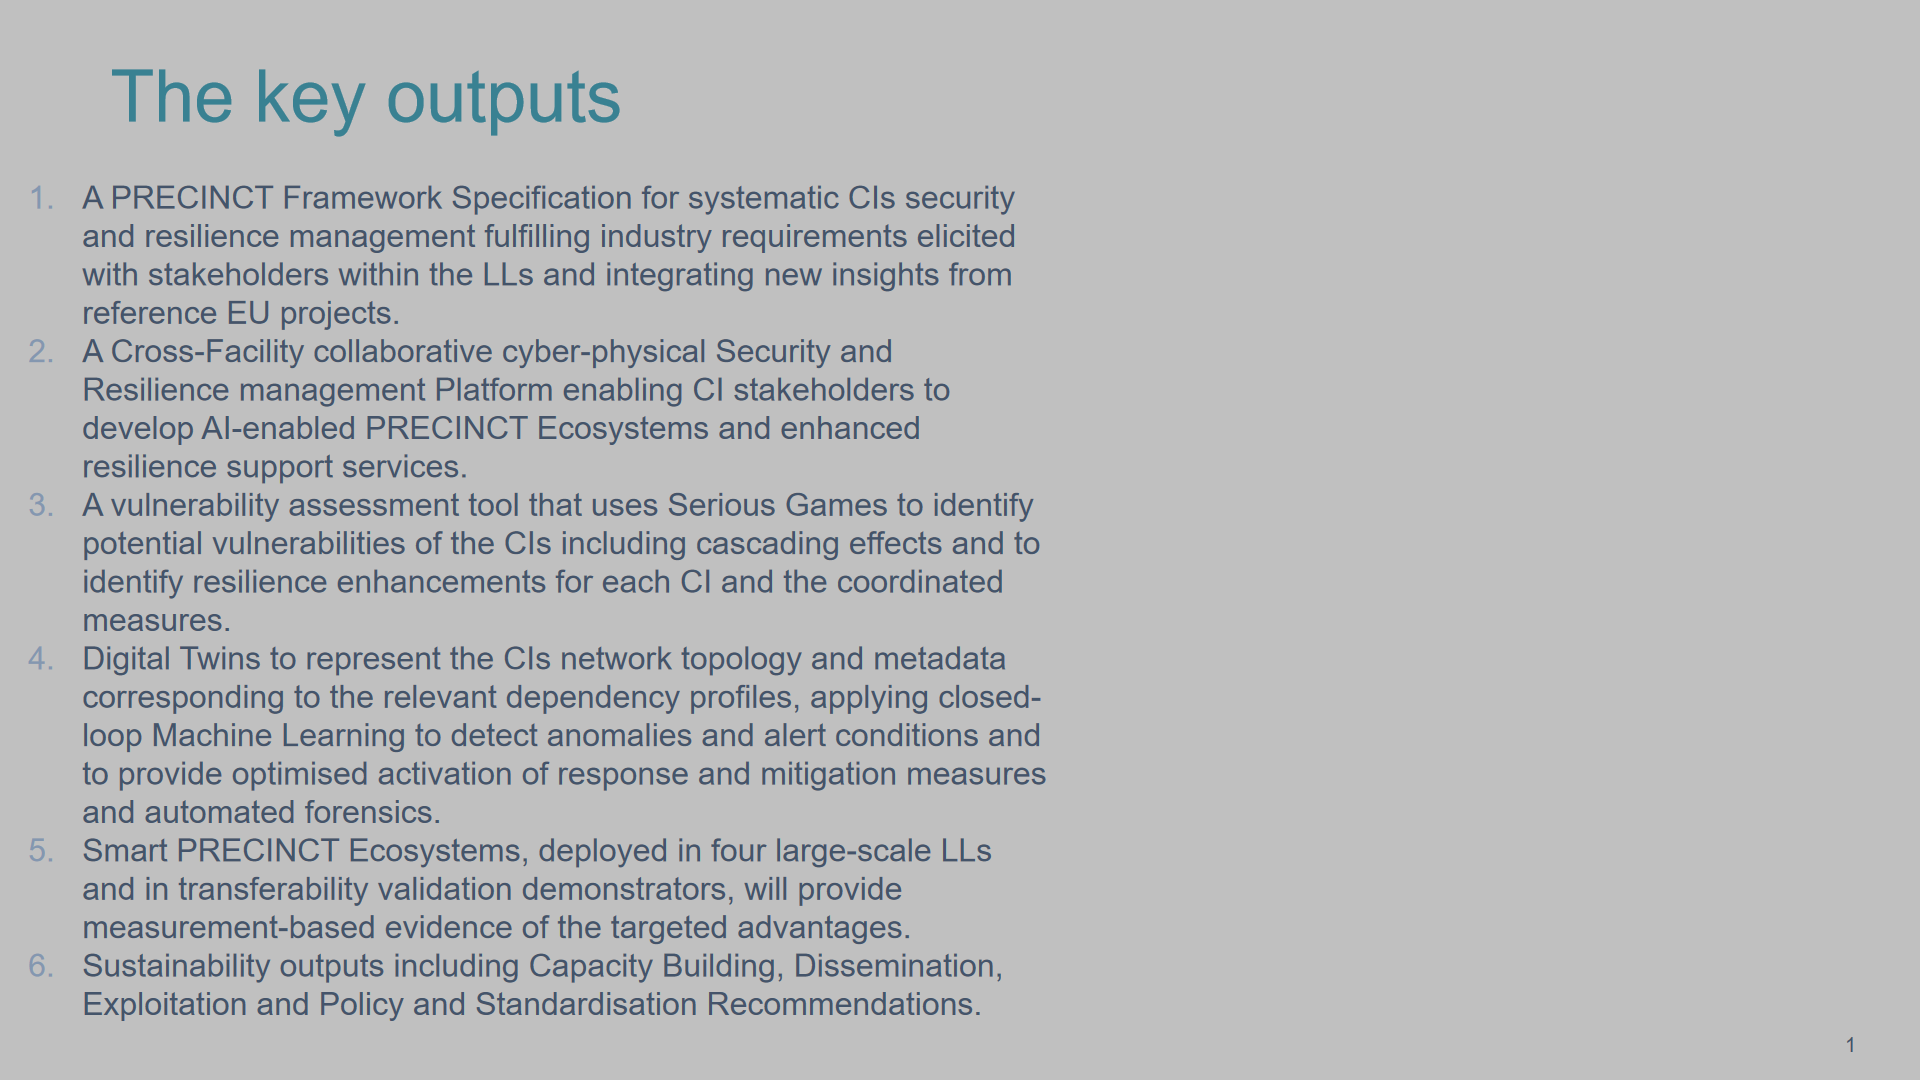 The key outputs
1. A PRECINCT Framework Specification for systematic CIs security
and resilience management fulfilling industry requirements elicited
with stakeholders within the LLs and integrating new insights from
reference EU projects.
2. A Cross-Facility collaborative cyber-physical Security and
Resilience management Platform enabling CI stakeholders to
develop AI-enabled PRECINCT Ecosystems and enhanced
resilience support services.
3. A vulnerability assessment tool that uses Serious Games to identify
potential vulnerabilities of the CIs including cascading effects and to
identify resilience enhancements for each CI and the coordinated
measures.
4. Digital Twins to represent the CIs network topology and metadata
corresponding to the relevant dependency profiles, applying closed-
loop Machine Learning to detect anomalies and alert conditions and
to provide optimised activation of response and mitigation measures
and automated forensics.
5. Smart PRECINCT Ecosystems, deployed in four large-scale LLs
and in transferability validation demonstrators, will provide
measurement-based evidence of the targeted advantages.
6. Sustainability outputs including Capacity Building, Dissemination,
Exploitation and Policy and Standardisation Recommendations.
1